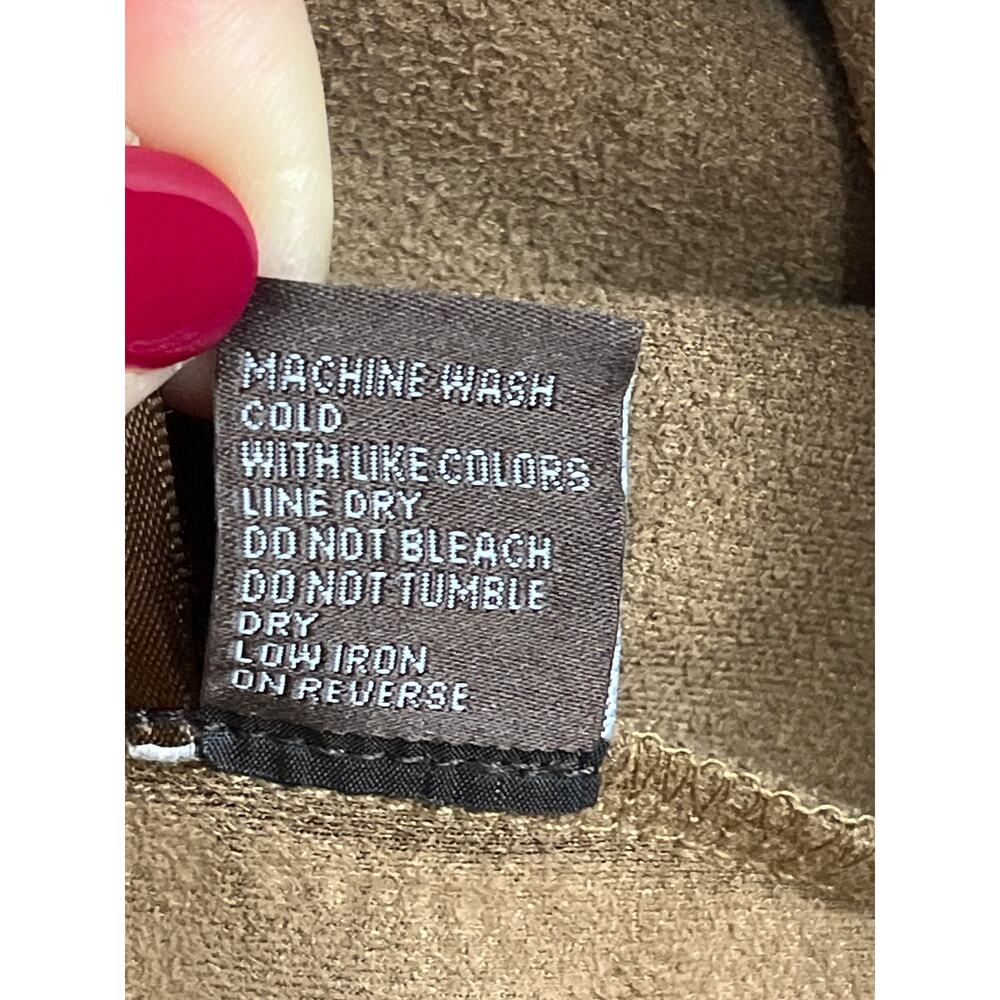 MACHINE WASH
COLD
WITH LIKE COLORS
LINE DRY
DO NOT BLEACH
DO NOT TUMBLE
DRY
LOW IRON
ON REVERSE